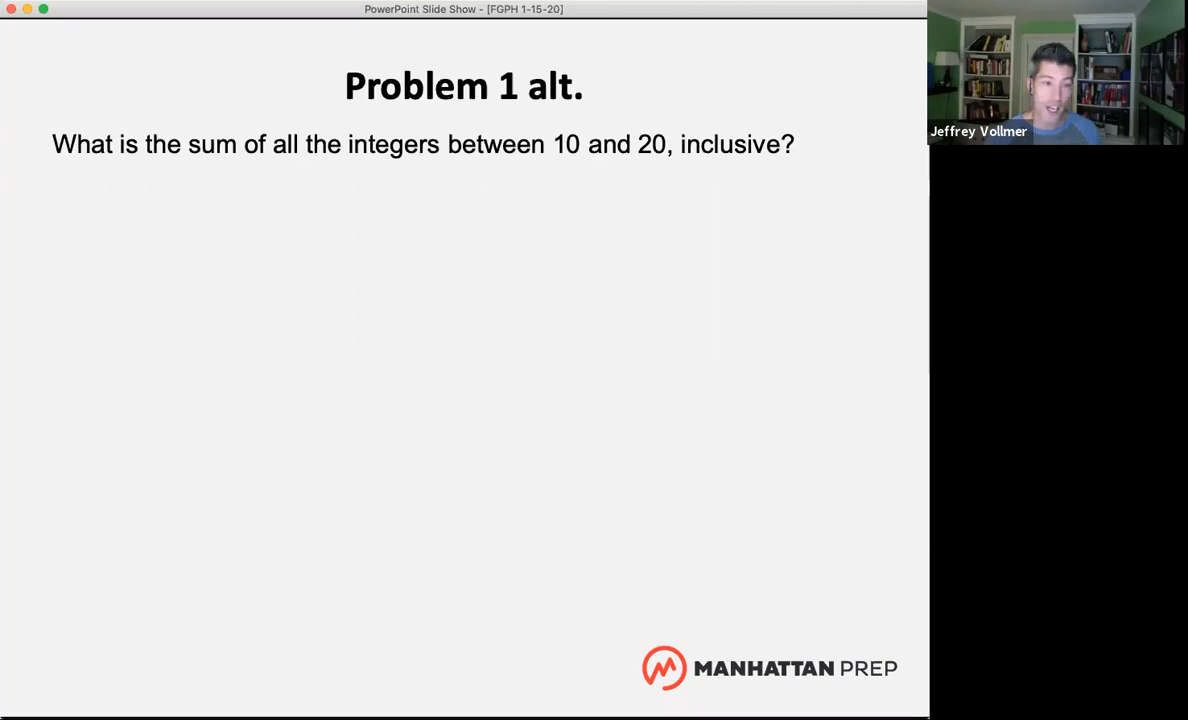 PowerPoint Slide Show - [FGPH 1-15-20]
Problem 1 alt.
What is the sum of all the integers between 10 and 20, inclusive?
Jeffrey Vollmer
MANHATTAN PREP